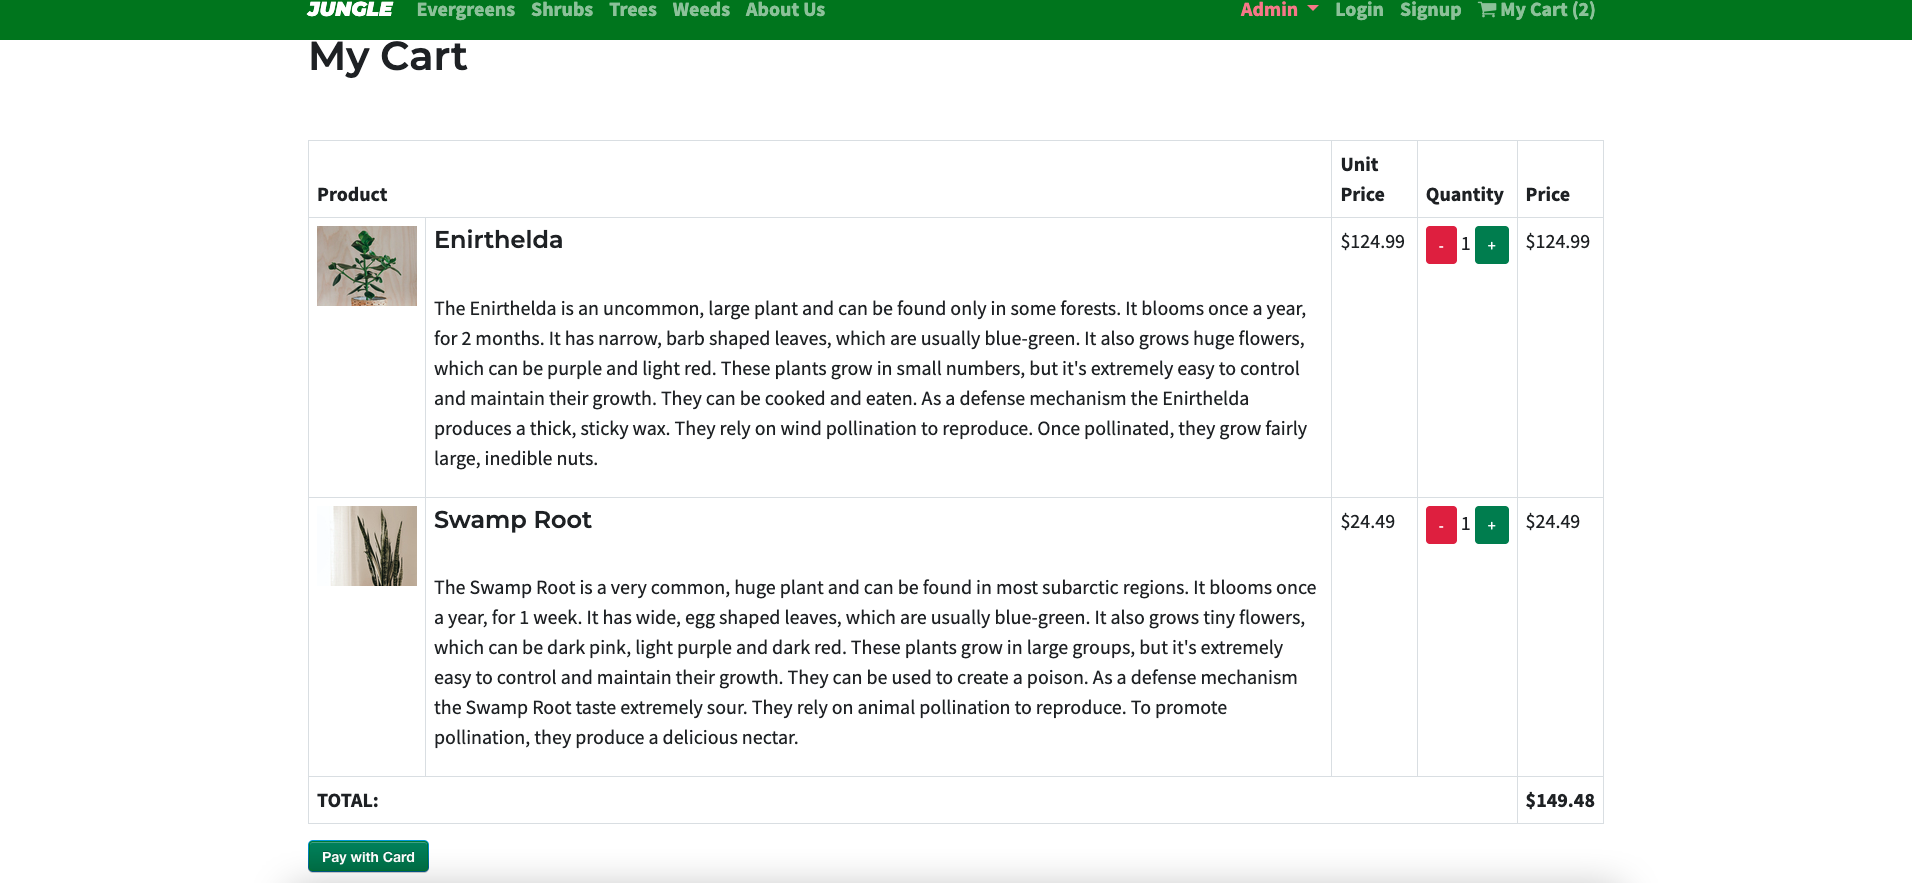 JUNGLE Evergreens Shrubs Trees Weeds About Us Admin Login Signup My Cart (2)
My Cart
Product Unit Price Quantity Price
Enirthelda $124.99 - 1 + $124.99
The Enirthelda is an uncommon, large plant and can be found only in some forests. It blooms once a year,
for 2 months. It has narrow, barb shaped leaves, which are usually blue-green. It also grows huge flowers,
which can be purple and light red. These plants grow in small numbers, but it's extremely easy to control
and maintain their growth. They can be cooked and eaten. As a defense mechanism the Enirthelda
produces a thick, sticky wax. They rely on wind pollination to reproduce. Once pollinated, they grow fairly
large, inedible nuts.
Swamp Root $24.49 - 1 + $24.49
The Swamp Root is a very common, huge plant and can be found in most subarctic regions. It blooms once
a year, for 1 week. It has wide, egg shaped leaves, which are usually blue-green. It also grows tiny flowers,
which can be dark pink, light purple and dark red. These plants grow in large groups, but it's extremely
easy to control and maintain their growth. They can be used to create a poison. As a defense mechanism
the Swamp Root taste extremely sour. They rely on animal pollination to reproduce. To promote
pollination, they produce a delicious nectar.
TOTAL: $149.48
Pay with Card